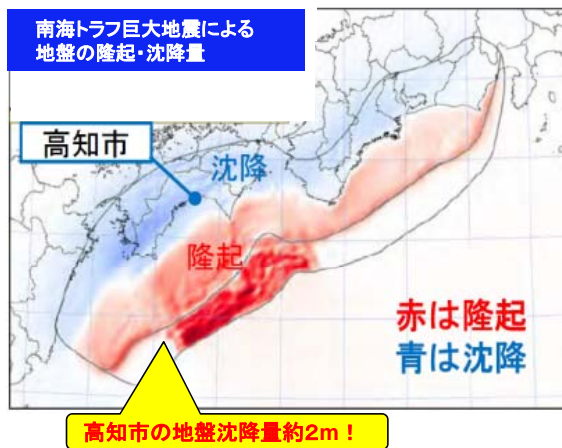 南海トラフ巨大地震による
地盤の隆起・沈降量
高知市
沈降
隆起
赤は隆起
青は沈降
高知市の地盤沈降量約2m！